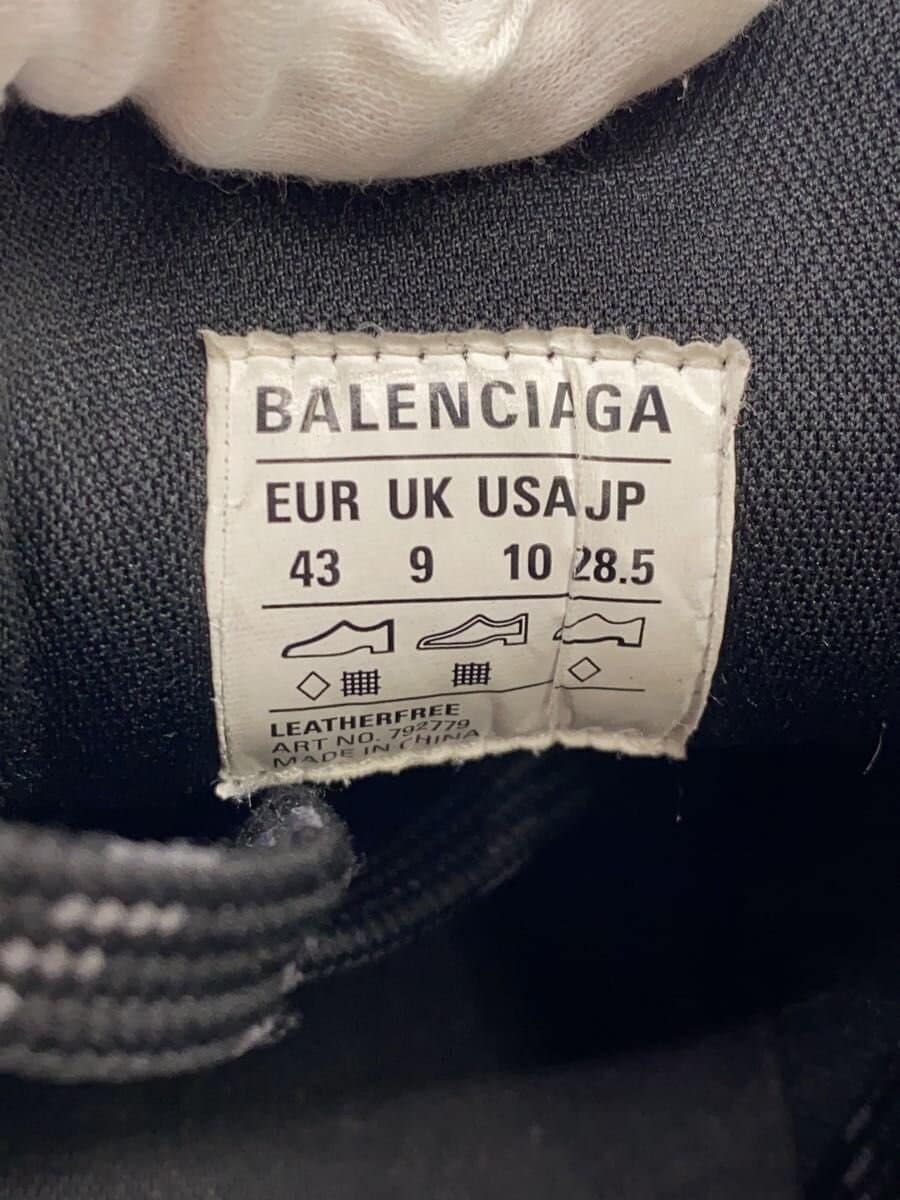 BALENCIAGA
EUR UK USA JP
43 9 10 28.5
LEATHERFREE
ART NO. 792779
MADE IN CHINA